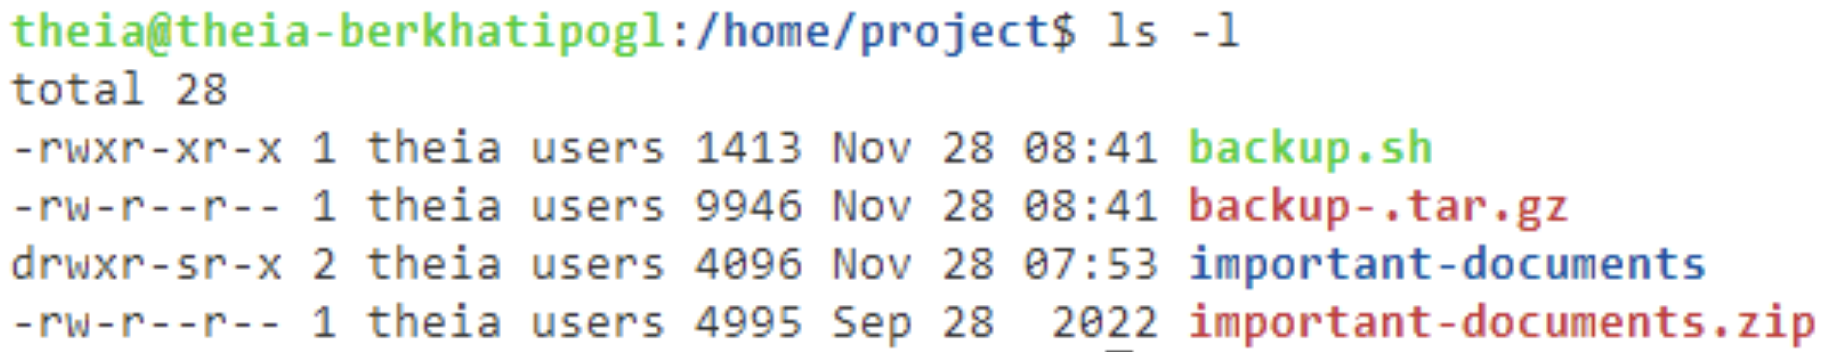 theia@theia-berkhatipogl:/home/project$ ls -l
total 28
-rwxr-xr-x 1 theia users 1413 Nov 28 08:41 backup.sh
-rw-r--r-- 1 theia users 9946 Nov 28 08:41 backup-.tar.gz
drwxr-sr-x 2 theia users 4096 Nov 28 07:53 important-documents
-rw-r--r-- 1 theia users 4995 Sep 28  2022 important-documents.zip